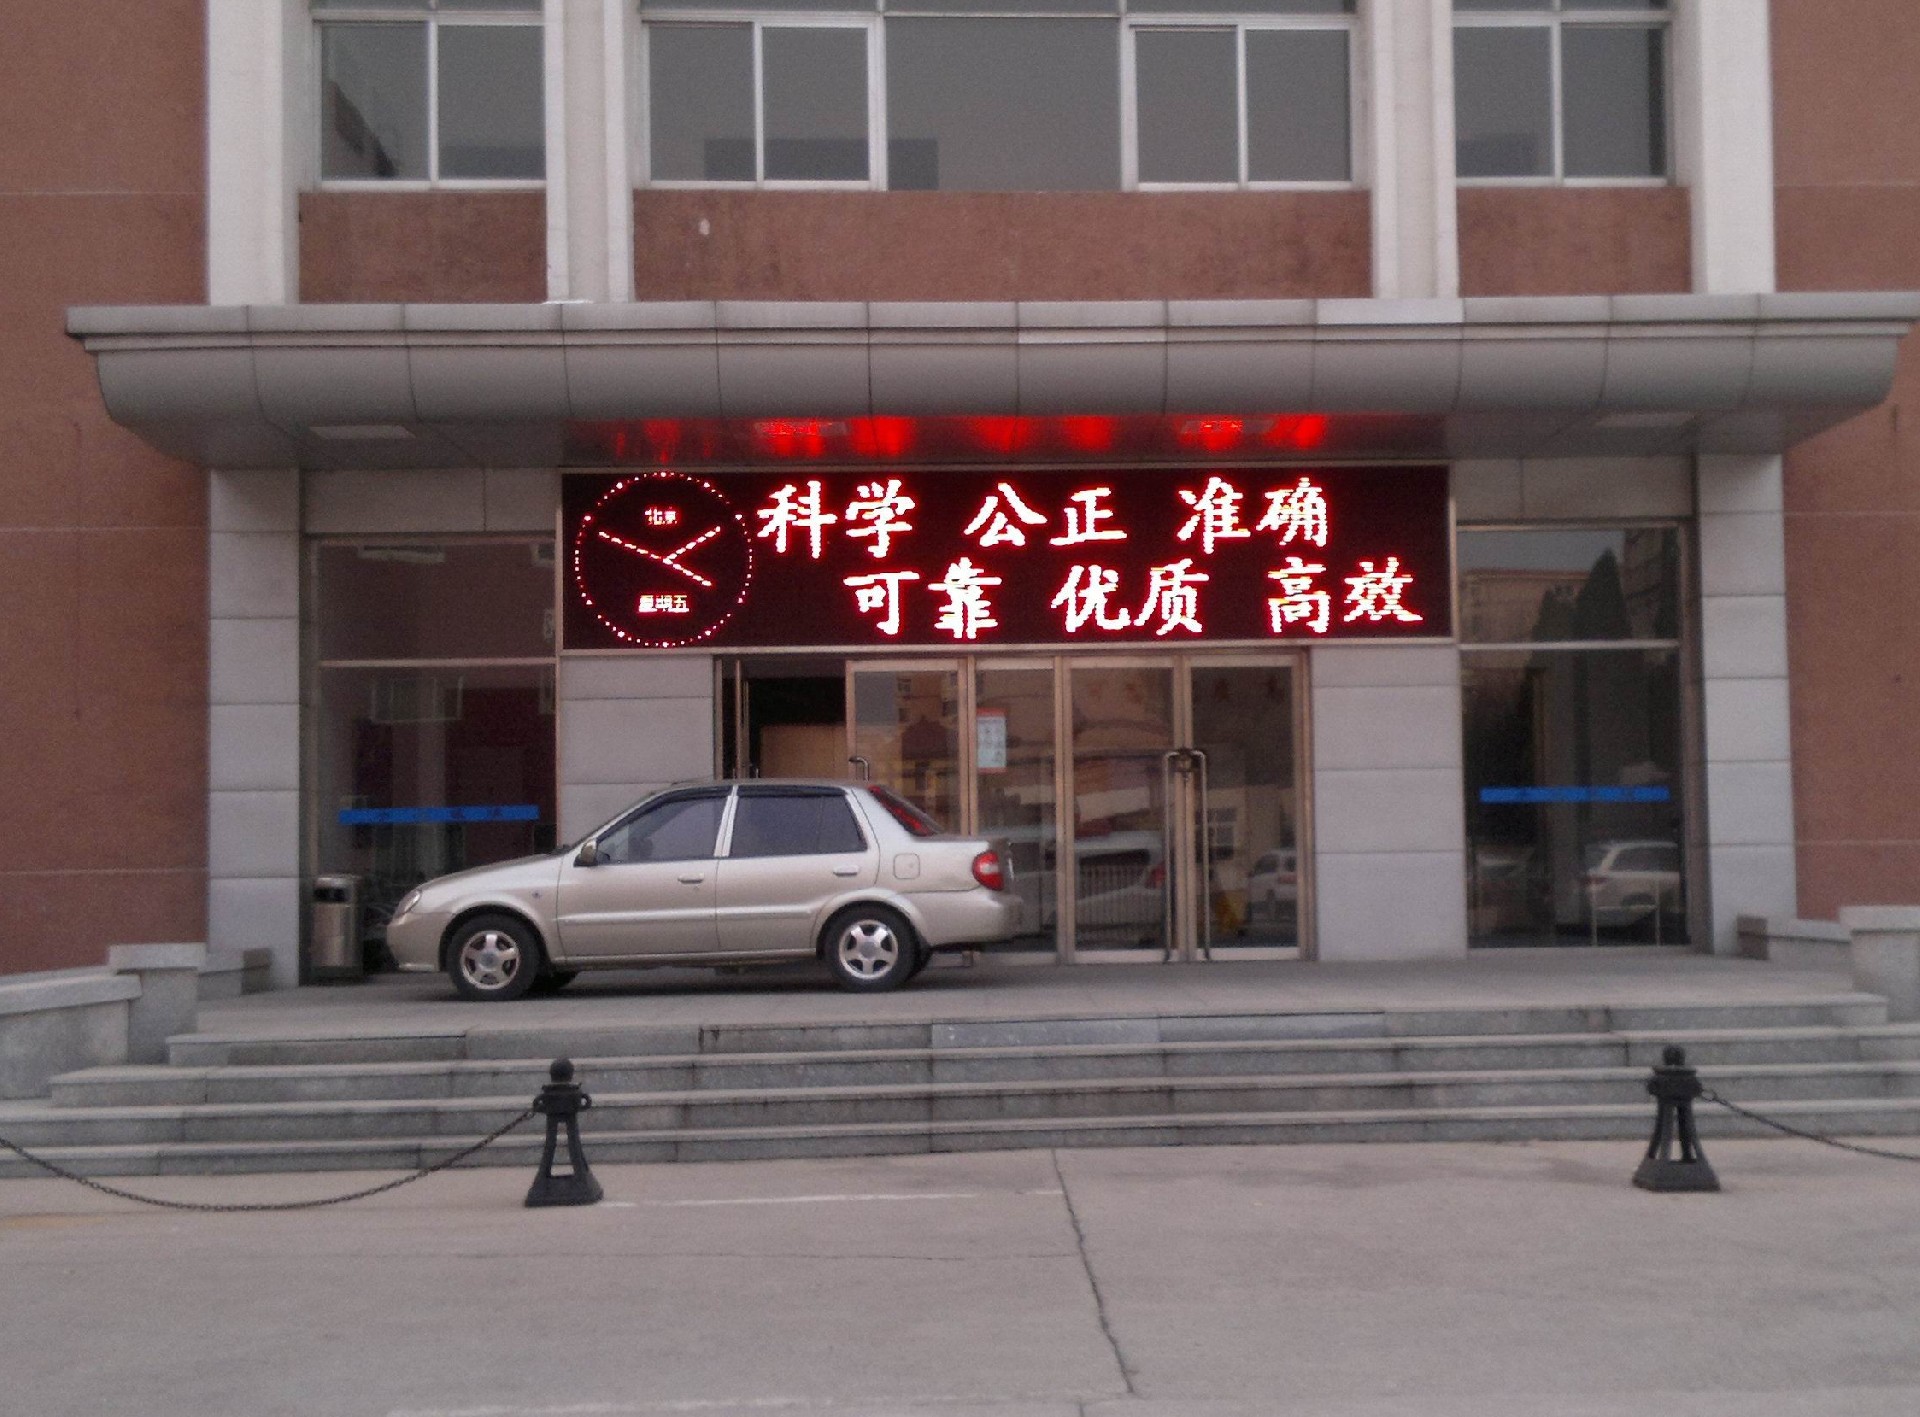 北京
星期五
科学 公正 准确
可靠 优质 高效